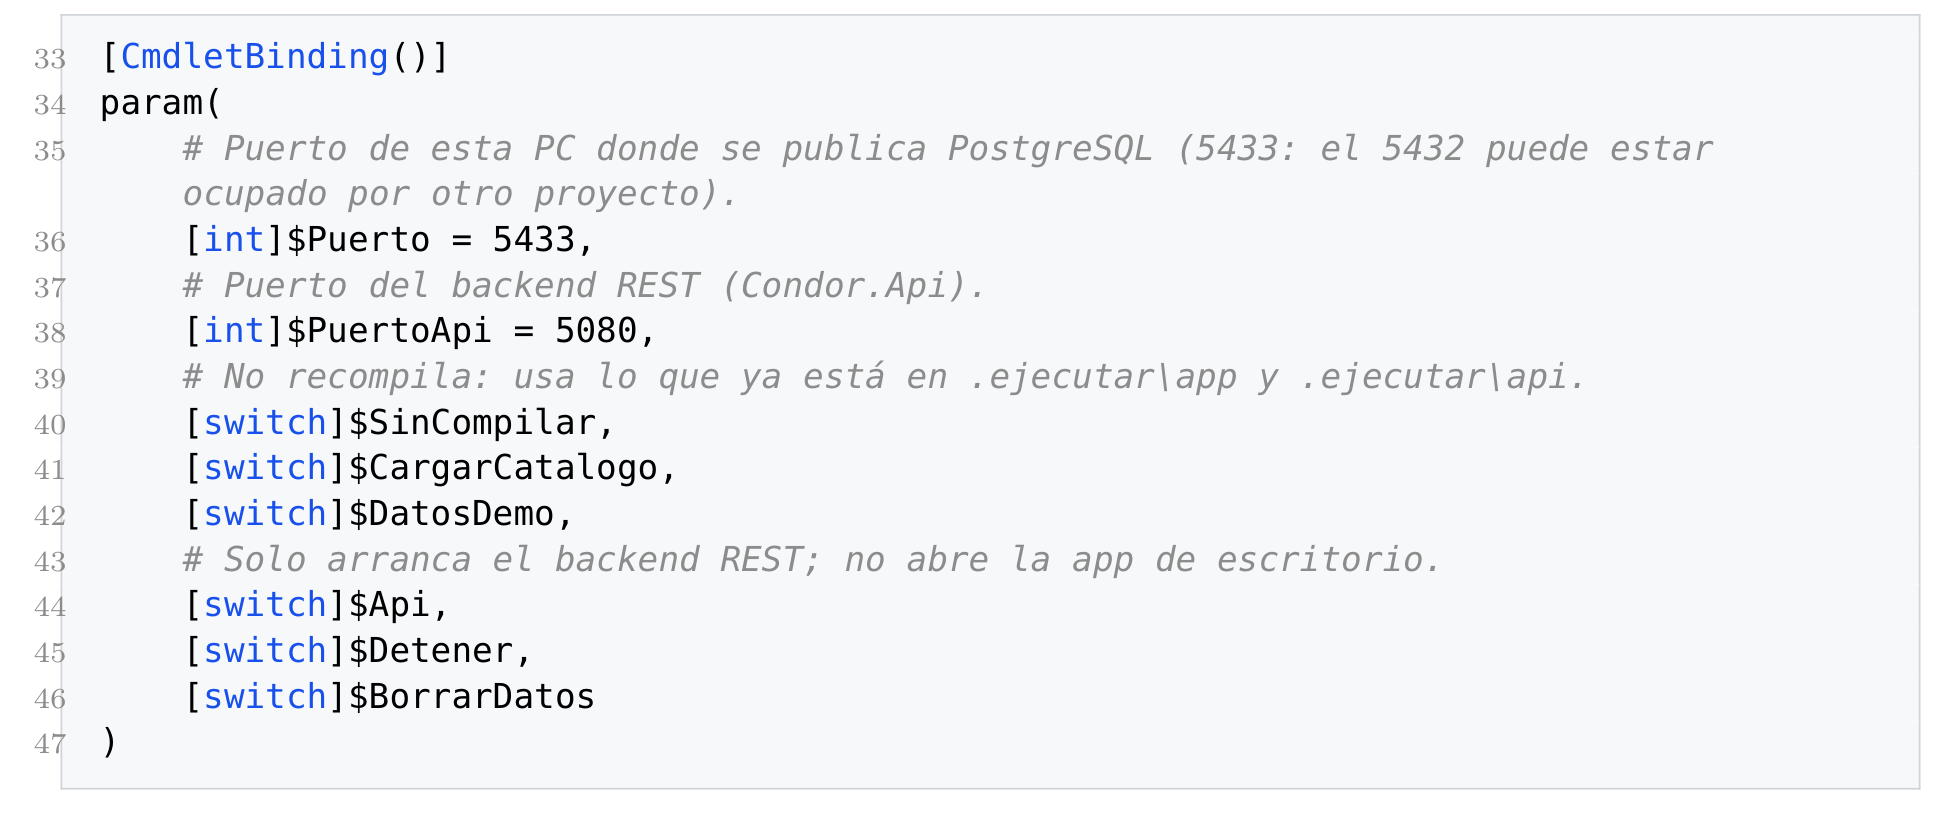 33 [CmdletBinding()]
34 param(
35     # Puerto de esta PC donde se publica PostgreSQL (5433: el 5432 puede estar
    ocupado por otro proyecto).
36     [int]$Puerto = 5433,
37     # Puerto del backend REST (Condor.Api).
38     [int]$PuertoApi = 5080,
39     # No recompila: usa lo que ya está en .ejecutar\app y .ejecutar\api.
40     [switch]$SinCompilar,
41     [switch]$CargarCatalogo,
42     [switch]$DatosDemo,
43     # Solo arranca el backend REST; no abre la app de escritorio.
44     [switch]$Api,
45     [switch]$Detener,
46     [switch]$BorrarDatos
47 )